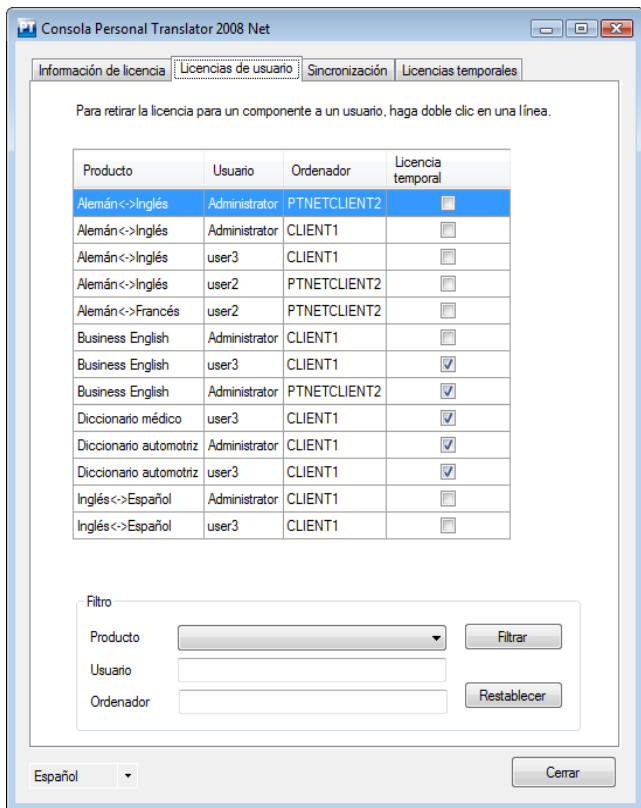 PT Consola Personal Translator 2008 Net
Información de licencia Licencias de usuario Sincronización Licencias temporales
Para retirar la licencia para un componente a un usuario, haga doble clic en una línea.
Producto Usuario Ordenador Licencia temporal
Alemán<->Inglés Administrator PTNETCLIENT2
Alemán<->Inglés Administrator CLIENT1
Alemán<->Inglés user3 CLIENT1
Alemán<->Inglés user2 PTNETCLIENT2
Alemán<->Francés user2 PTNETCLIENT2
Business English Administrator CLIENT1
Business English user3 CLIENT1
Business English Administrator PTNETCLIENT2
Diccionario médico user3 CLIENT1
Diccionario automotriz Administrator CLIENT1
Diccionario automotriz user3 CLIENT1
Inglés<->Español Administrator CLIENT1
Inglés<->Español user3 CLIENT1
Filtro
Producto Filtrar
Usuario
Ordenador Restablecer
Español Cerrar